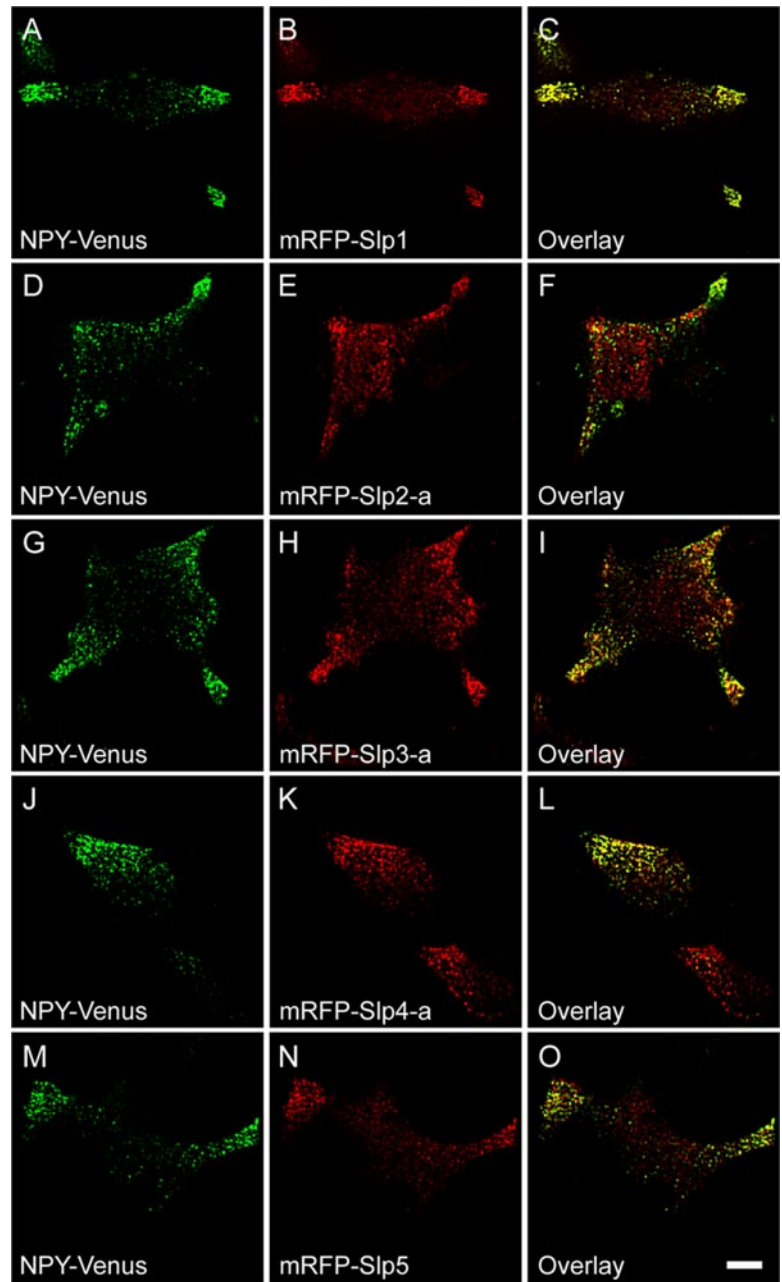 A B C
NPY-Venus mRFP-Slp1 Overlay
D E F
NPY-Venus mRFP-Slp2-a Overlay
G H I
NPY-Venus mRFP-Slp3-a Overlay
J K L
NPY-Venus mRFP-Slp4-a Overlay
M N O
NPY-Venus mRFP-Slp5 Overlay